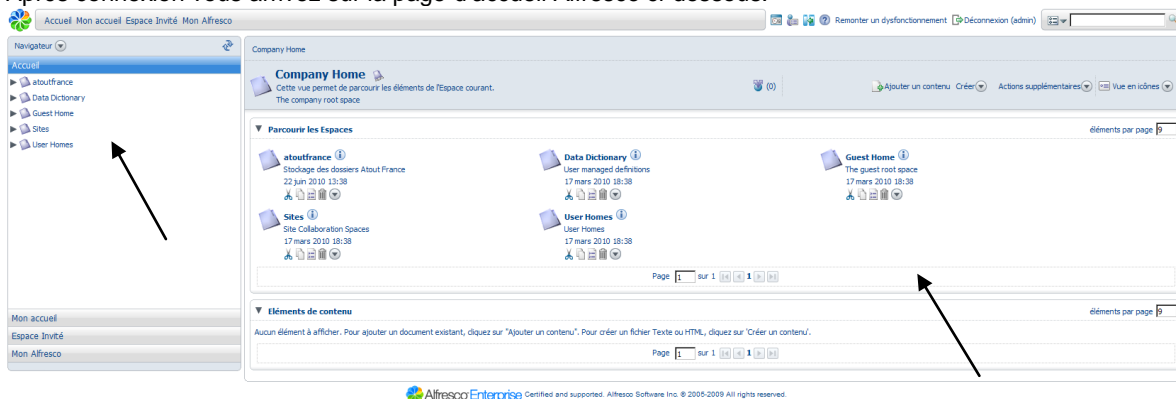 Après connexion vous arrivez sur la page d'accueil Alfresco ci-dessous:
Accueil Mon accueil Espace Invité Mon Alfresco
Remonter un dysfonctionnement Déconnexion (admin)
Navigateur
Accueil
atoutfrance
Data Dictionary
Guest Home
Sites
User Homes
Mon accueil
Espace Invité
Mon Alfresco
Company Home
Company Home
Cette vue permet de parcourir les éléments de l'Espace courant.
The company root space
(0)
Ajouter un contenu Créer Actions supplémentaires Vue en icônes
Parcourir les Espaces
éléments par page 9
atoutfrance
Stockage des dossiers Atout France
22 juin 2010 13:38
Data Dictionary
User managed definitions
17 mars 2010 18:38
Guest Home
The guest root space
17 mars 2010 18:38
Sites
Site Collaboration Spaces
17 mars 2010 18:38
User Homes
User Homes
17 mars 2010 18:38
Page 1 sur 1 1
Eléments de contenu
éléments par page 9
Aucun élément à afficher. Pour ajouter un document existant, cliquez sur "Ajouter un contenu". Pour créer un fichier Texte ou HTML, cliquez sur 'Créer un contenu'.
Page 1 sur 1 1
Alfresco Enterprise Certified and supported. Alfresco Software Inc. © 2005-2009 All rights reserved.